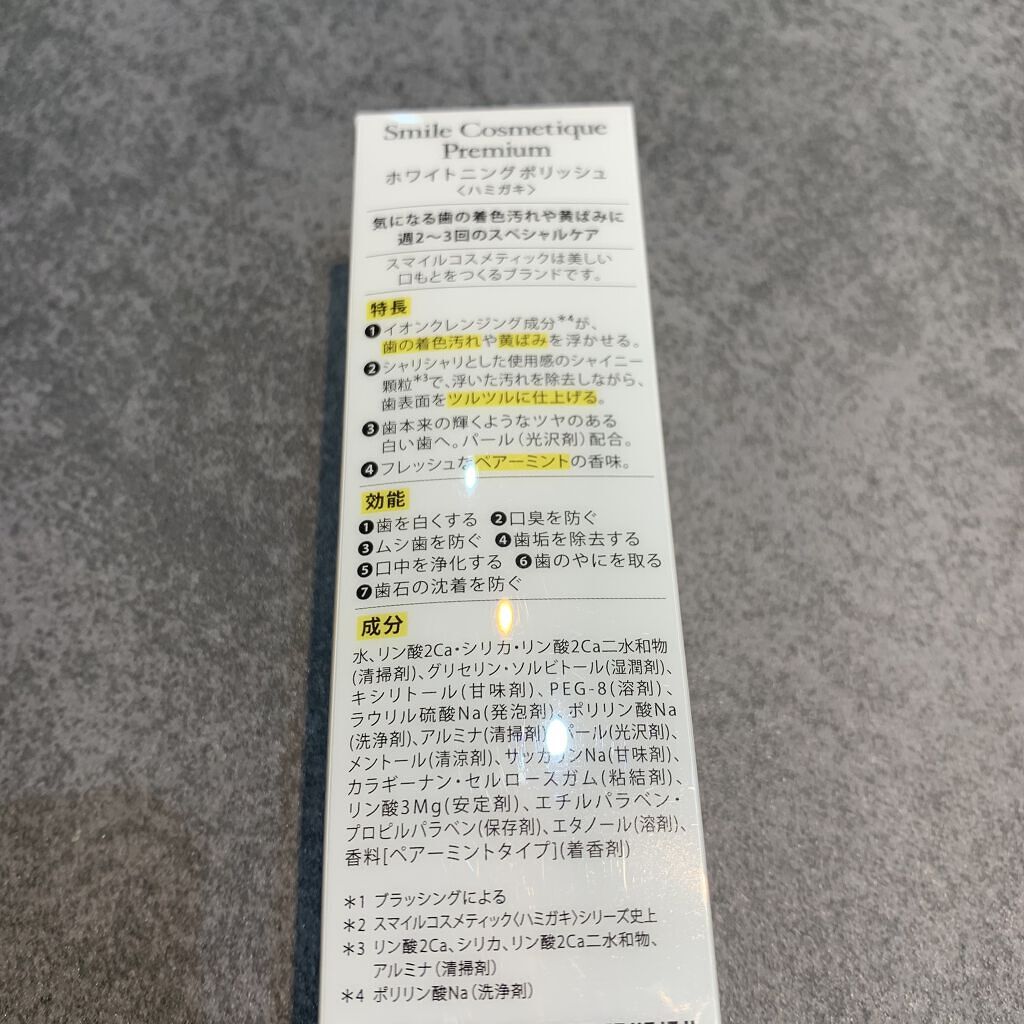 Smile Cosmetique
Premium
ホワイトニングポリッシュ
〈ハミガキ〉
気になる歯の着色汚れや黄ばみに
週2～3回のスペシャルケア
スマイルコスメティックは美しい
口もとをつくるブランドです。
特長
❶イオンクレンジング成分*4が、
歯の着色汚れや黄ばみを浮かせる。
❷シャリシャリとした使用感のシャイニー
顆粒*3で、浮いた汚れを除去しながら、
歯表面をツルツルに仕上げる。
❸歯本来の輝くようなツヤのある
白い歯へ。パール(光沢剤)配合。
❹フレッシュなペアーミントの香味。
効能
❶歯を白くする ❷口臭を防ぐ
❸ムシ歯を防ぐ ❹歯垢を除去する
❺口中を浄化する ❻歯のやにを取る
❼歯石の沈着を防ぐ
成分
水、リン酸2Ca・シリカ・リン酸2Ca二水和物
(清掃剤)、グリセリン・ソルビトール(湿潤剤)、
キシリトール(甘味剤)、PEG-8(溶剤)、
ラウリル硫酸Na(発泡剤)、ポリリン酸Na
(洗浄剤)、アルミナ(清掃剤)、パール(光沢剤)、
メントール(清涼剤)、サッカリンNa(甘味剤)、
カラギーナン・セルロースガム(粘結剤)、
リン酸3Mg(安定剤)、エチルパラベン・
プロピルパラベン(保存剤)、エタノール(溶剤)、
香料[ペアーミントタイプ](着香剤)
*1 ブラッシングによる
*2 スマイルコスメティック〈ハミガキ〉シリーズ史上
*3 リン酸2Ca、シリカ、リン酸2Ca二水和物、
アルミナ(清掃剤)
*4 ポリリン酸Na(洗浄剤)